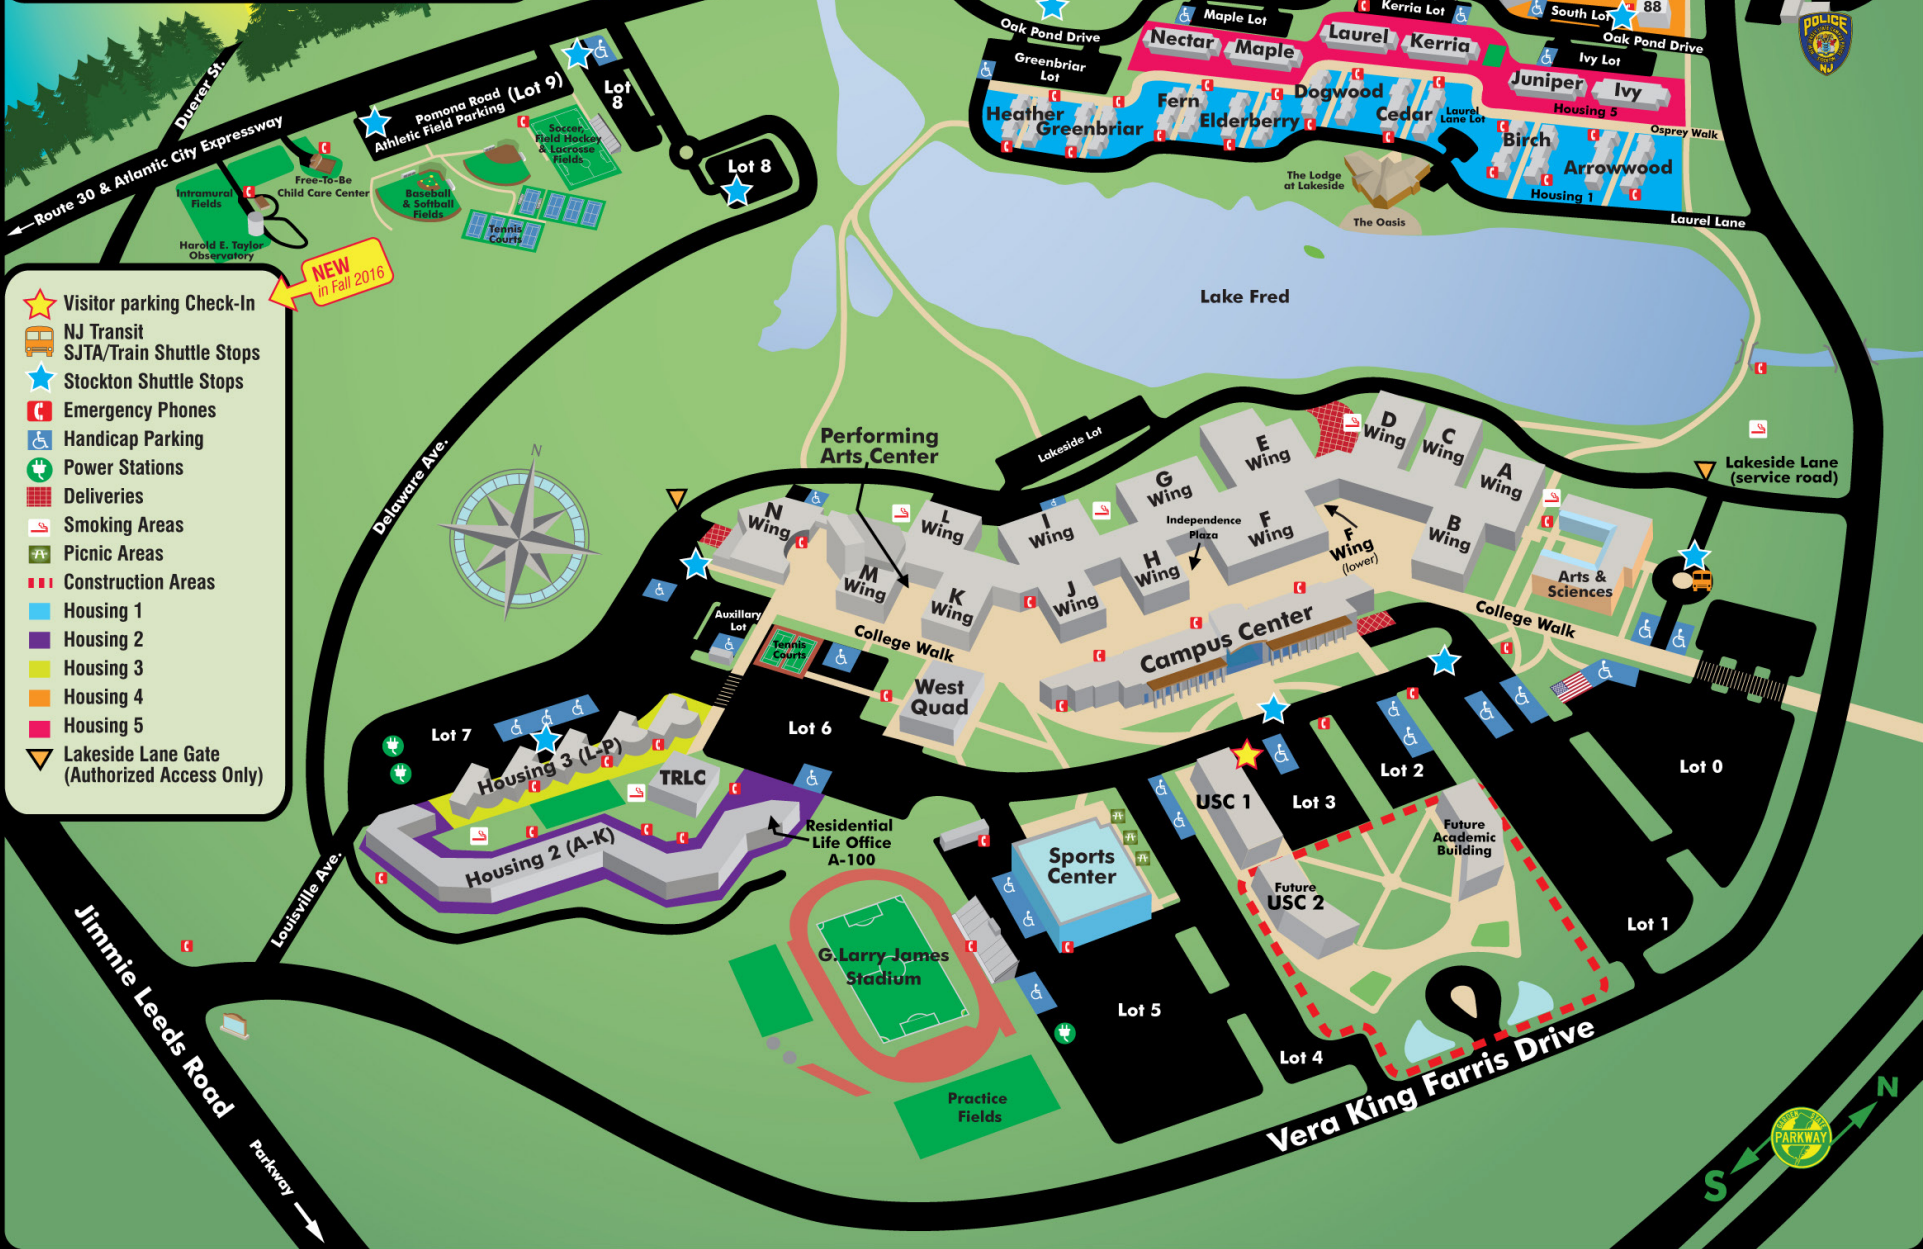 Oak Pond Drive
Maple Lot
Kerria Lot
South Lot
88
Oak Pond Drive
POLICE
NJ
Greenbriar
Lot
Nectar
Maple
Laurel
Kerria
Ivy Lot
Juniper
Ivy
Housing 5
Heather
Greenbriar
Fern
Elderberry
Dogwood
Cedar
Laurel
Lane Lot
Birch
Arrowwood
Osprey Walk
Housing 1
Laurel Lane
The Lodge
at Lakeside
The Oasis
Duerer St.
Route 30 & Atlantic City Expressway
Pomona Road (Lot 9)
Athletic Field Parking
Lot
8
Lot 8
Soccer,
Field Hockey
& Lacrosse
Fields
Free-To-Be
Child Care Center
Intramural
Fields
Baseball
& Softball
Fields
Tennis
Courts
Harold E. Taylor
Observatory
NEW
in Fall 2016
Visitor parking Check-In
NJ Transit
SJTA/Train Shuttle Stops
Stockton Shuttle Stops
Emergency Phones
Handicap Parking
Power Stations
Deliveries
Smoking Areas
Picnic Areas
Construction Areas
Housing 1
Housing 2
Housing 3
Housing 4
Housing 5
Lakeside Lane Gate
(Authorized Access Only)
Lake Fred
Delaware Ave.
N
Performing
Arts Center
Lakeside Lot
Lakeside Lane
(service road)
N
Wing
L
Wing
I
Wing
G
Wing
E
Wing
D
Wing
C
Wing
A
Wing
B
Wing
F
Wing
F
Wing
(lower)
Independence
Plaza
H
Wing
J
Wing
K
Wing
M
Wing
Arts &
Sciences
College Walk
College Walk
Campus Center
Auxillary
Lot
Tennis
Courts
West
Quad
Lot 7
Lot 6
Housing 3 (L-P)
TRLC
Housing 2 (A-K)
Residential
Life Office
A-100
Louisville Ave.
Jimmie Leeds Road
Parkway
G.Larry James
Stadium
Practice
Fields
Sports
Center
USC 1
Lot 3
Lot 2
Lot 0
Future
Academic
Building
Future
USC 2
Lot 1
Lot 5
Lot 4
Vera King Farris Drive
GARDEN STATE
PARKWAY
N
S